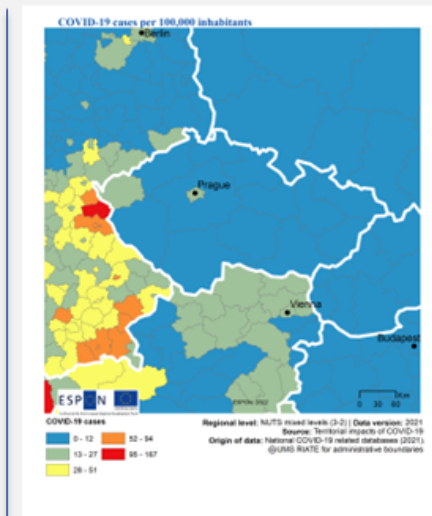 COVID-19 cases per 100,000 inhabitants
Berlin
Prague
Vienna
Budapest
ESPON
ESPON 2022
0 30 60
COVID-19 cases
0 - 12
13 - 27
28 - 51
52 - 94
95 - 167
Regional level: NUTS mixed levels (3-2) | Data version: 2021
Source: Territorial impacts of COVID-19
Origin of data: National COVID-19 related databases (2021)
@UMS RIATE for administrative boundaries